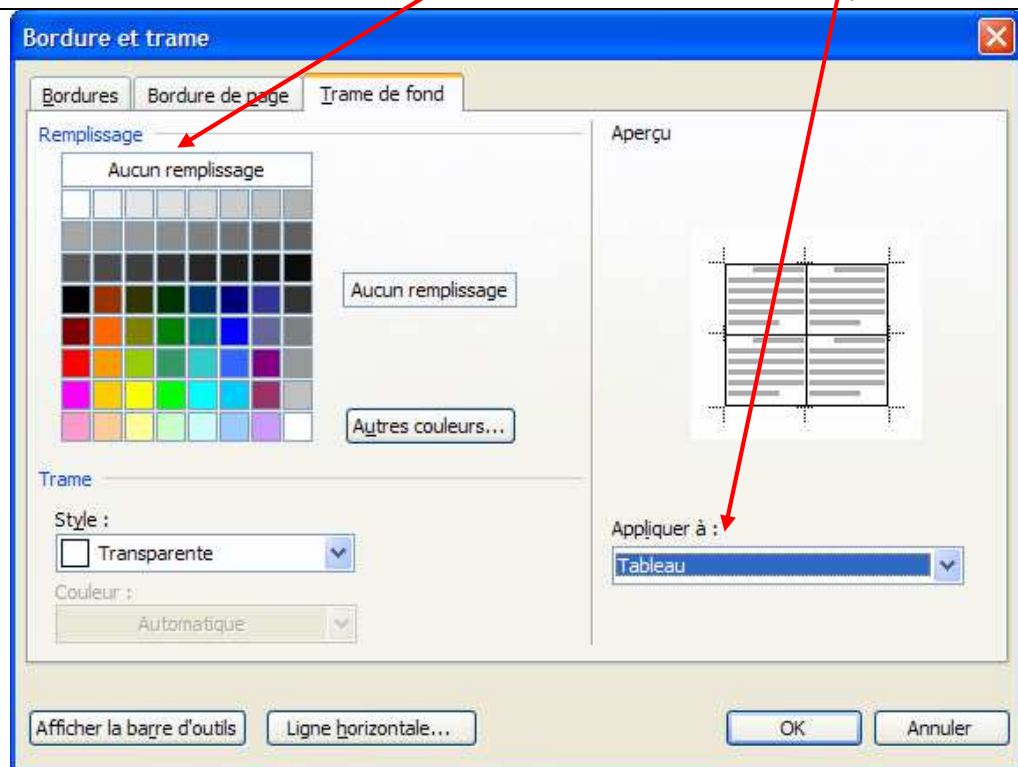 Bordure et trame
Bordures Bordure de page Trame de fond
Remplissage
Aucun remplissage
Aucun remplissage
Autres couleurs...
Trame
Style :
Transparente
Couleur :
Automatique
Aperçu
Appliquer à :
Tableau
Afficher la barre d'outils Ligne horizontale... OK Annuler